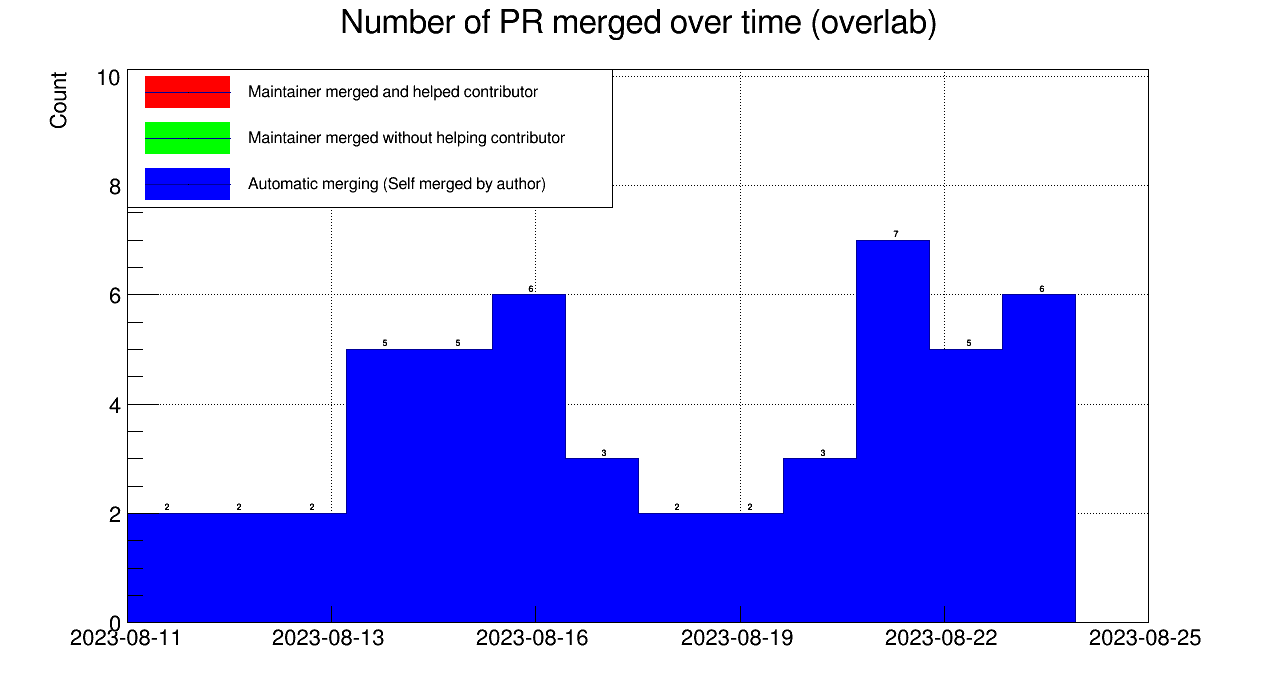 Number of PR merged over time (overlab)
Count
10
8
6
4
2
0
Maintainer merged and helped contributor
Maintainer merged without helping contributor
Automatic merging (Self merged by author)
2 2 2 5 5 6 3 2 2 3 7 5 6
2023-08-11 2023-08-13 2023-08-16 2023-08-19 2023-08-22 2023-08-25